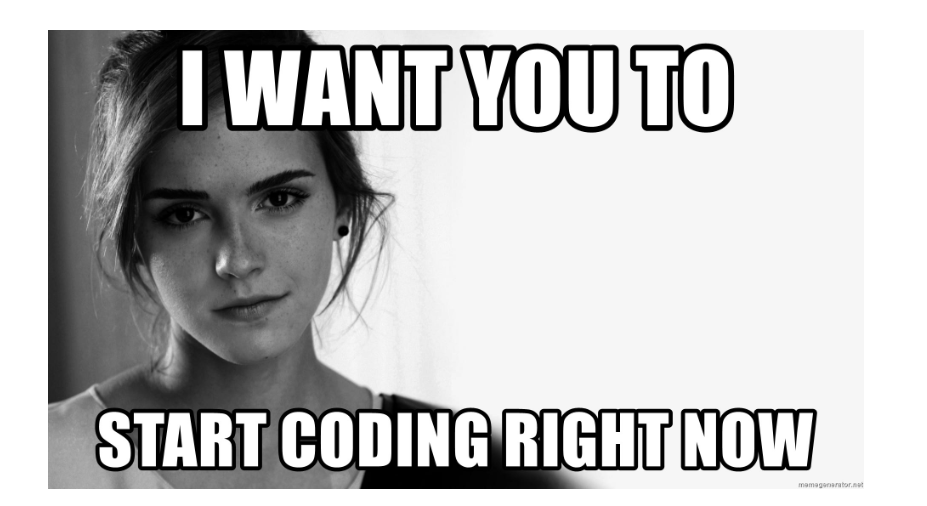 I WANT YOU TO
START CODING RIGHT NOW
memegenerator.net